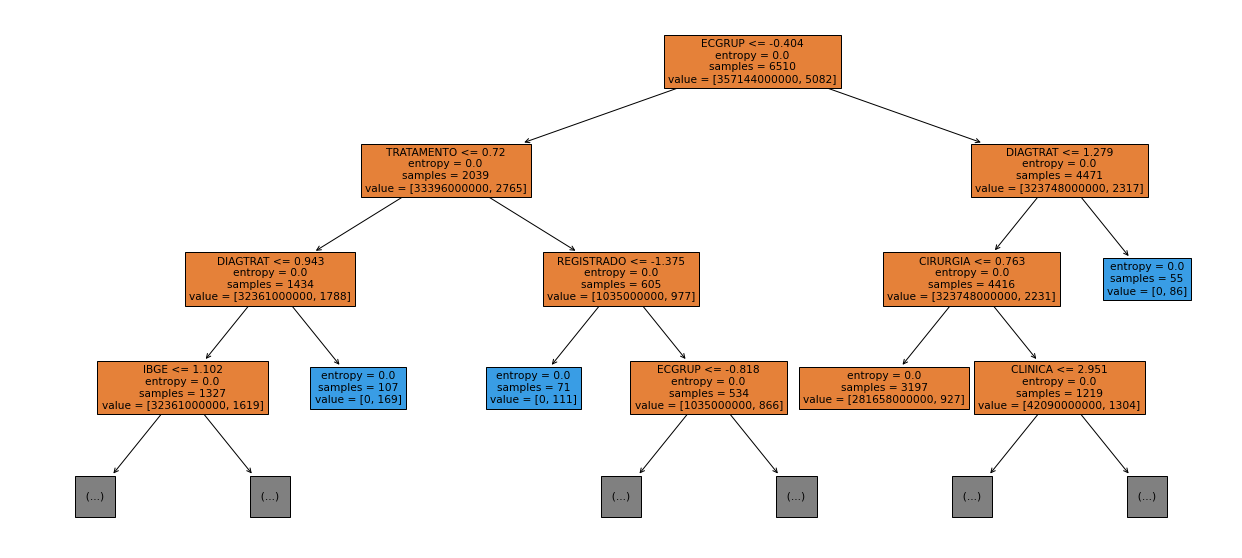 ECGRUP <= -0.404
entropy = 0.0
samples = 6510
value = [357144000000, 5082]
TRATAMENTO <= 0.72
entropy = 0.0
samples = 2039
value = [33396000000, 2765]
DIAGTRAT <= 1.279
entropy = 0.0
samples = 4471
value = [323748000000, 2317]
DIAGTRAT <= 0.943
entropy = 0.0
samples = 1434
value = [32361000000, 1788]
REGISTRADO <= -1.375
entropy = 0.0
samples = 605
value = [1035000000, 977]
CIRURGIA <= 0.763
entropy = 0.0
samples = 4416
value = [323748000000, 2231]
entropy = 0.0
samples = 55
value = [0, 86]
IBGE <= 1.102
entropy = 0.0
samples = 1327
value = [32361000000, 1619]
entropy = 0.0
samples = 107
value = [0, 169]
entropy = 0.0
samples = 71
value = [0, 111]
ECGRUP <= -0.818
entropy = 0.0
samples = 534
value = [1035000000, 866]
entropy = 0.0
samples = 3197
value = [281658000000, 927]
CLINICA <= 2.951
entropy = 0.0
samples = 1219
value = [42090000000, 1304]
(...)
(...)
(...)
(...)
(...)
(...)